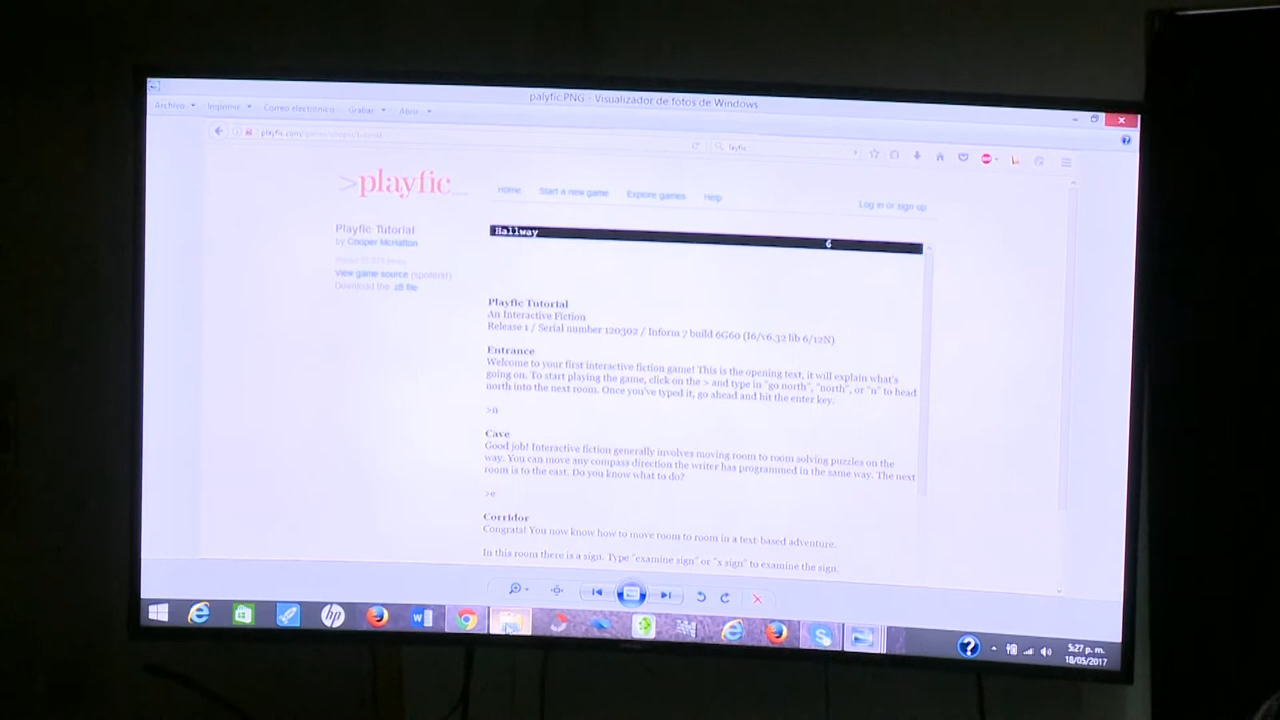 palyfic.PNG - Visualizador de fotos de Windows
Archivo Imprimir Correo electrónico Grabar Abrir
playfic.com/games/cooperx/tutorial
layfic
>playfic_
Home Start a new game Explore games Help
Log in or sign up
Playfic Tutorial
by Cooper McHatton
View game source (spoilers!)
Download the .z8 file
Hallway 6
Playfic Tutorial
An Interactive Fiction
Release 1 / Serial number 120302 / Inform 7 build 6G60 (I6/v6.32 lib 6/12N)
Entrance
Welcome to your first interactive fiction game! This is the opening text, it will explain what's
going on. To start playing the game, click on the > and type in "go north", "north", or "n" to head
north into the next room. Once you've typed it, go ahead and hit the enter key.
>n
Cave
Good job! Interactive fiction generally involves moving room to room solving puzzles on the
way. You can move any compass direction the writer has programmed in the same way. The next
room is to the east. Do you know what to do?
>e
Corridor
Congrats! You now know how to move room to room in a text-based adventure.
In this room there is a sign. Type "examine sign" or "x sign" to examine the sign.
5:27 p. m.
18/05/2017